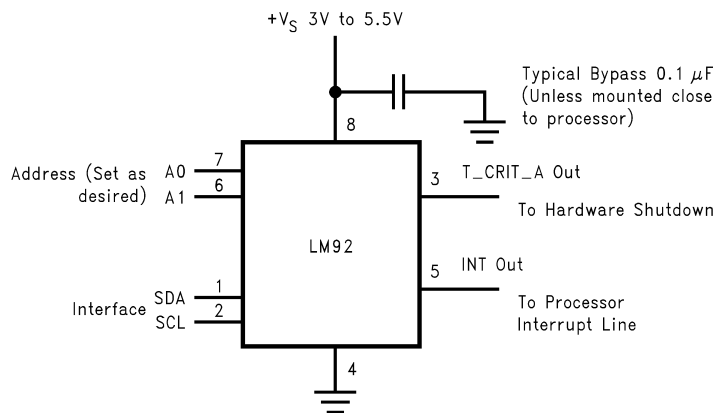 +VS 3V to 5.5V
Typical Bypass 0.1 µF
(Unless mounted close
to processor)
8
Address (Set as
desired)
A0
7
A1
6
3
T_CRIT_A Out
To Hardware Shutdown
LM92
5
INT Out
To Processor
Interrupt Line
Interface
SDA
1
SCL
2
4